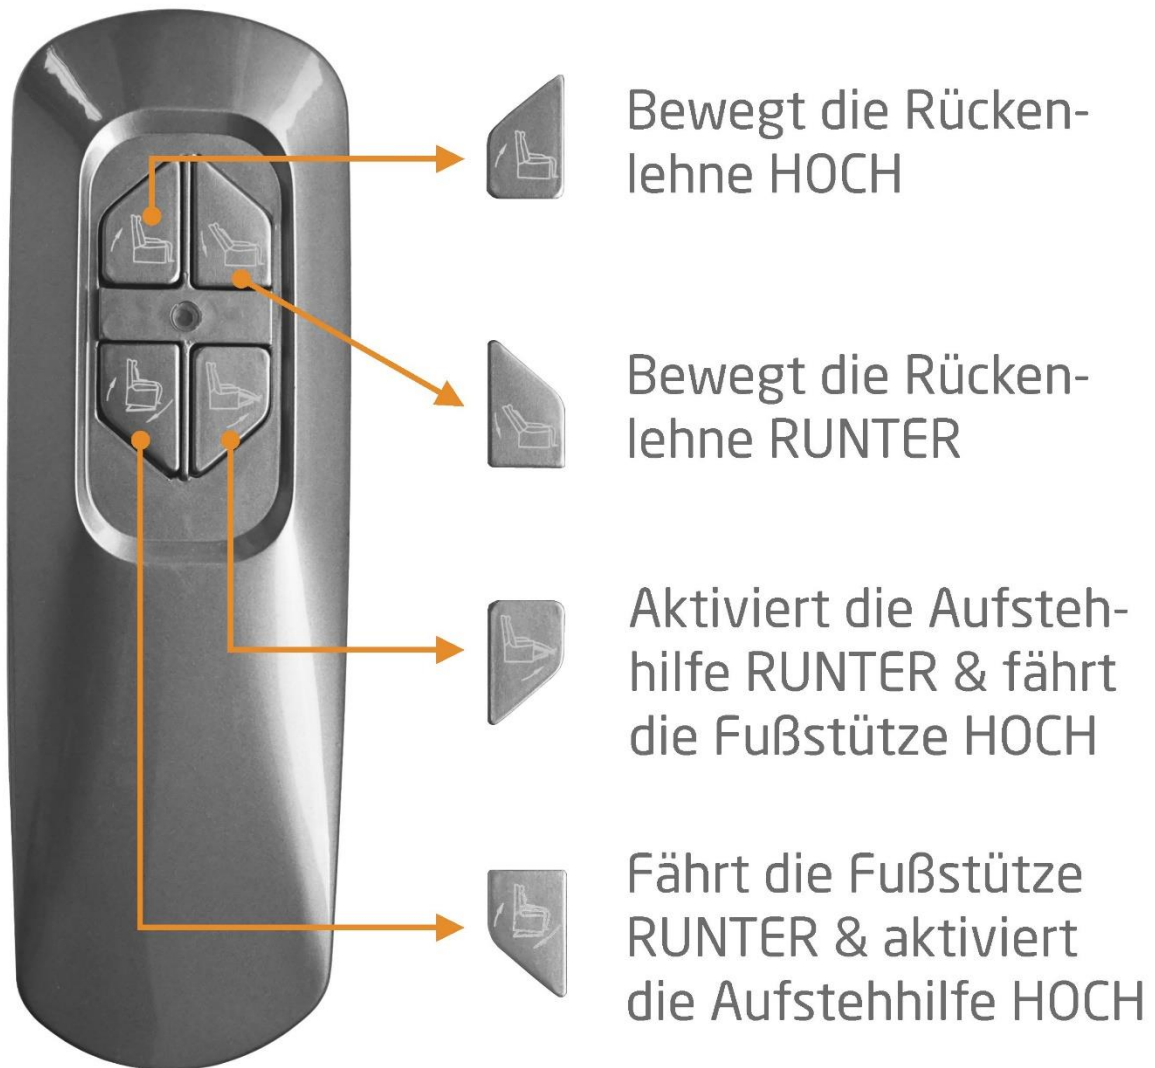 Bewegt die Rücken-
lehne HOCH
Bewegt die Rücken-
lehne RUNTER
Aktiviert die Aufsteh-
hilfe RUNTER & fährt
die Fußstütze HOCH
Fährt die Fußstütze
RUNTER & aktiviert
die Aufstehhilfe HOCH